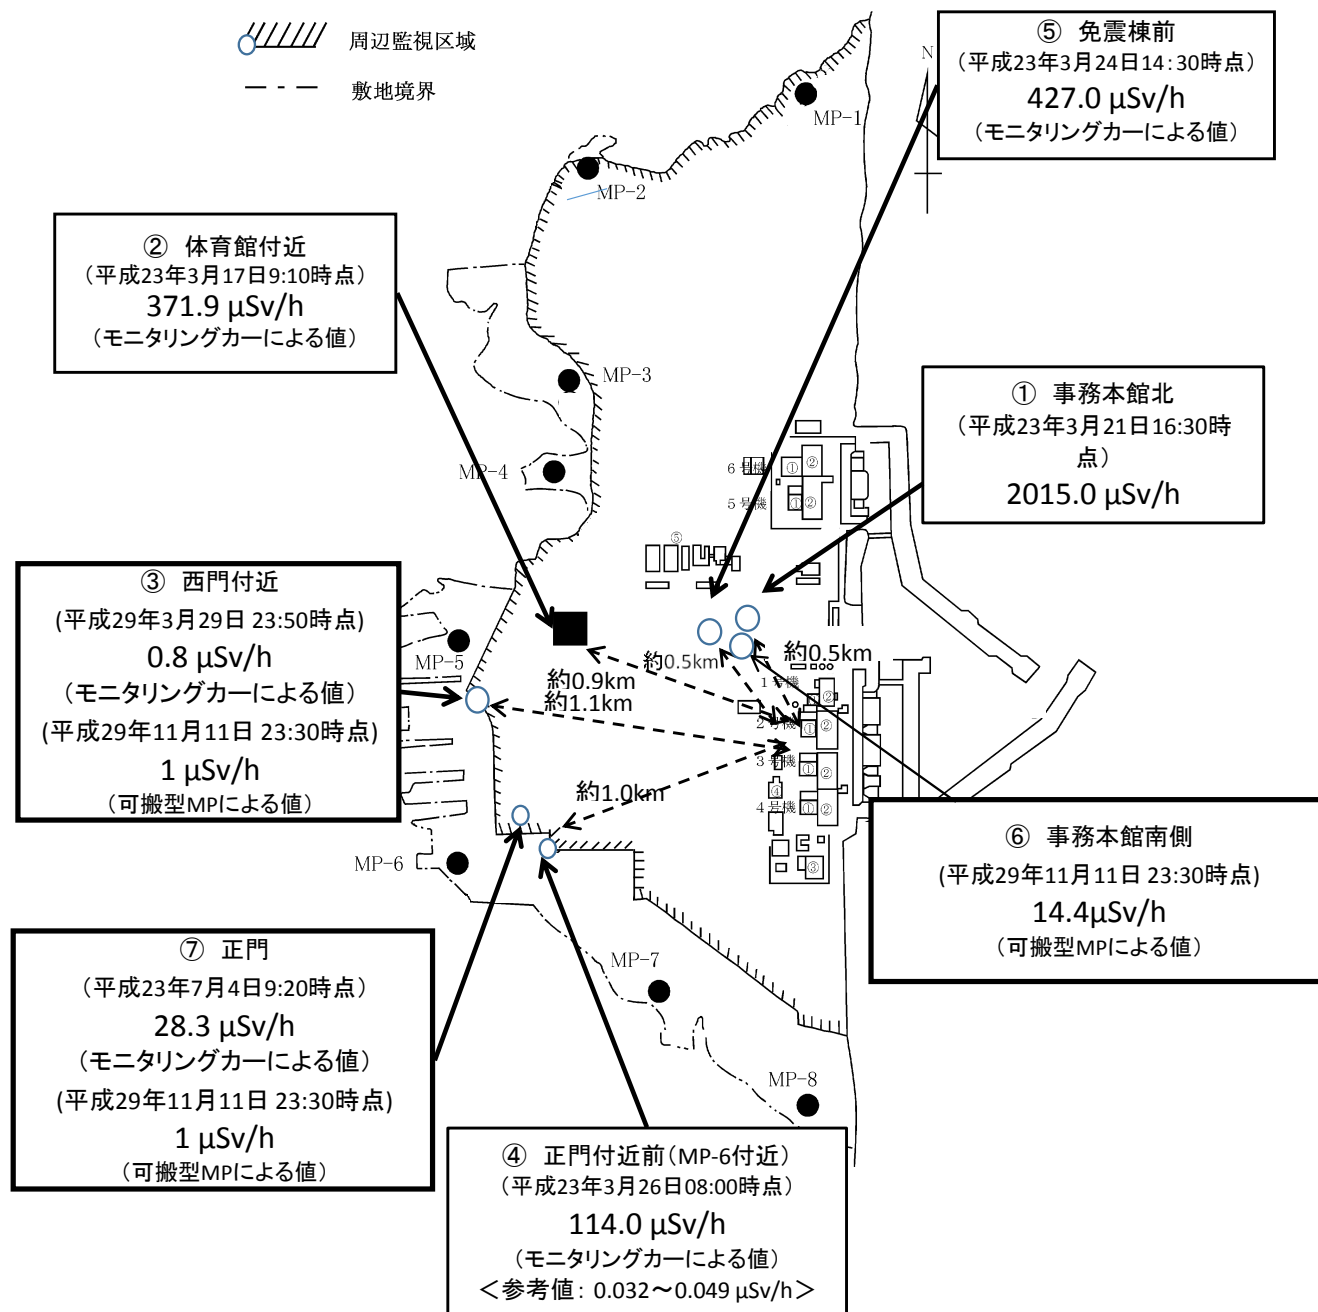 周辺監視区域
敷地境界
⑤ 免震棟前
(平成23年3月24日14:30時点)
427.0 μSv/h
(モニタリングカーによる値)
N
MP-1
MP-2
② 体育館付近
(平成23年3月17日9:10時点)
371.9 μSv/h
(モニタリングカーによる値)
MP-3
① 事務本館北
(平成23年3月21日16:30時
点)
2015.0 μSv/h
MP-4
6号機
①
②
5号機
①
②
⑤
③ 西門付近
(平成29年3月29日 23:50時点)
0.8 μSv/h
(モニタリングカーによる値)
(平成29年11月11日 23:30時点)
1 μSv/h
(可搬型MPによる値)
MP-5
約0.5km
約0.5km
約0.9km
約1.1km
1号機
②
2号機
①
②
3号機
①
②
④
4号機
①
②
③
約1.0km
MP-6
⑥ 事務本館南側
(平成29年11月11日 23:30時点)
14.4μSv/h
(可搬型MPによる値)
⑦ 正門
(平成23年7月4日9:20時点)
28.3 μSv/h
(モニタリングカーによる値)
(平成29年11月11日 23:30時点)
1 μSv/h
(可搬型MPによる値)
MP-7
MP-8
④ 正門付近前(MP-6付近)
(平成23年3月26日08:00時点)
114.0 μSv/h
(モニタリングカーによる値)
<参考値: 0.032～0.049 μSv/h>